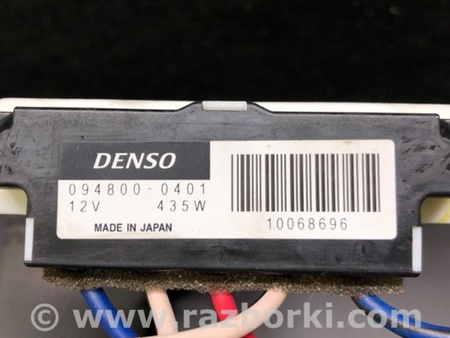 DENSO
094800-0401
12V 435W
MADE IN JAPAN
10068696
© www.razborki.com